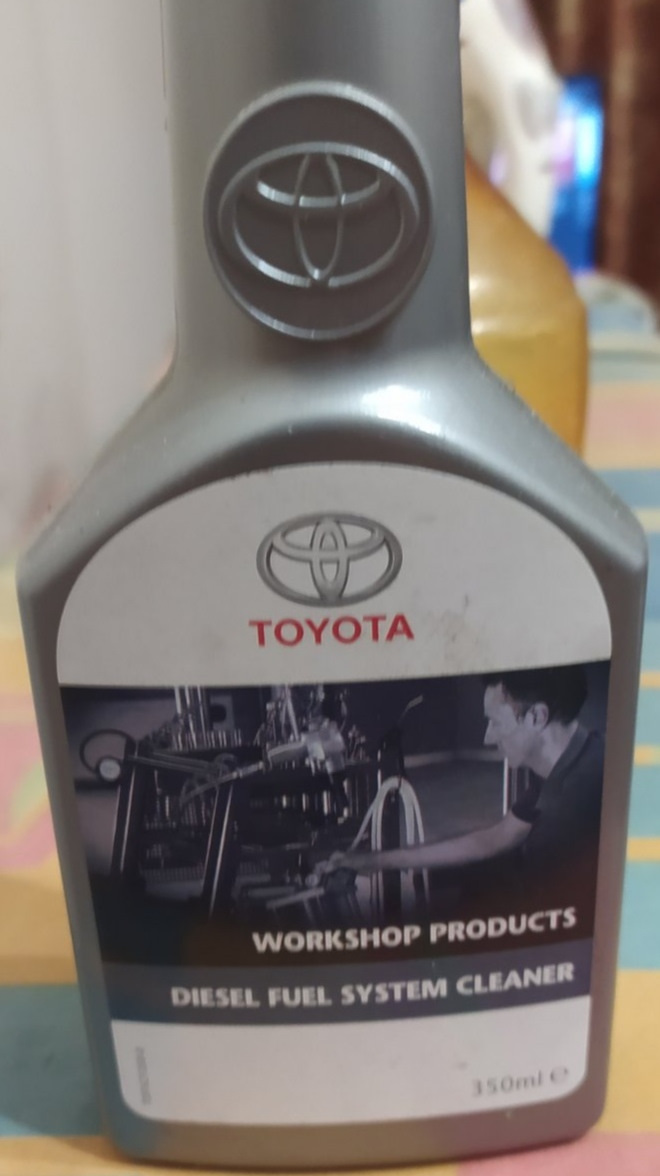 TOYOTA
WORKSHOP PRODUCTS
DIESEL FUEL SYSTEM CLEANER
350ml ℮